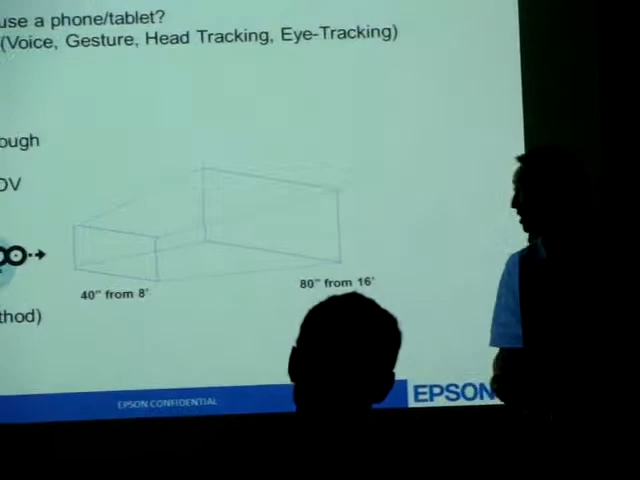 use a phone/tablet?
(Voice, Gesture, Head Tracking, Eye-Tracking)
ough
OV
80" from 16'
40" from 8'
thod)
EPSON CONFIDENTIAL
EPSON